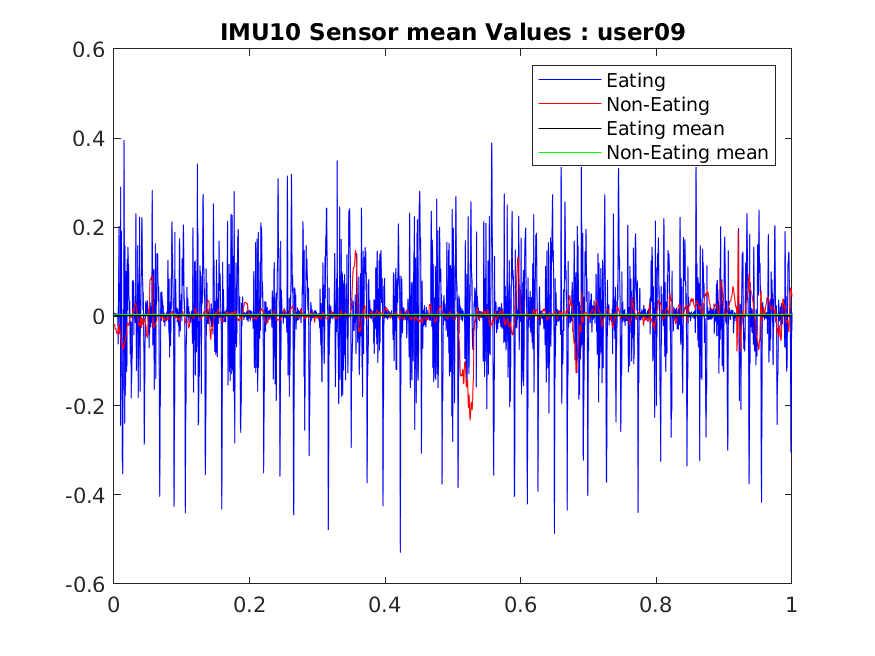 IMU10 Sensor mean Values : user09
0.6
Eating
Non-Eating
Eating mean
Non-Eating mean
0.4
0.2
0
-0.2
-0.4
-0.6
0 0.2 0.4 0.6 0.8 1